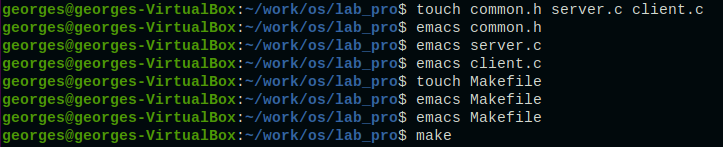 georges@georges-VirtualBox:~/work/os/lab_pro$ touch common.h server.c client.c
georges@georges-VirtualBox:~/work/os/lab_pro$ emacs common.h
georges@georges-VirtualBox:~/work/os/lab_pro$ emacs server.c
georges@georges-VirtualBox:~/work/os/lab_pro$ emacs client.c
georges@georges-VirtualBox:~/work/os/lab_pro$ touch Makefile
georges@georges-VirtualBox:~/work/os/lab_pro$ emacs Makefile
georges@georges-VirtualBox:~/work/os/lab_pro$ emacs Makefile
georges@georges-VirtualBox:~/work/os/lab_pro$ make